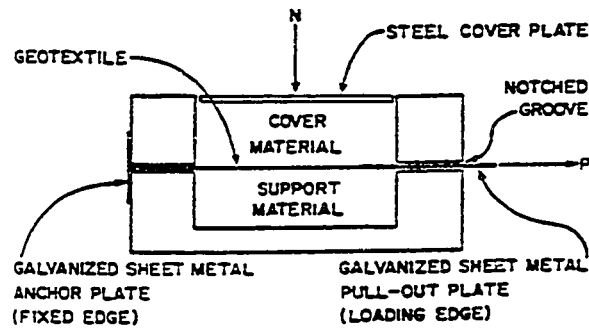 N
STEEL COVER PLATE
GEOTEXTILE
NOTCHED
GROOVE
COVER
MATERIAL
P
SUPPORT
MATERIAL
GALVANIZED SHEET METAL
ANCHOR PLATE
(FIXED EDGE)
GALVANIZED SHEET METAL
PULL-OUT PLATE
(LOADING EDGE)